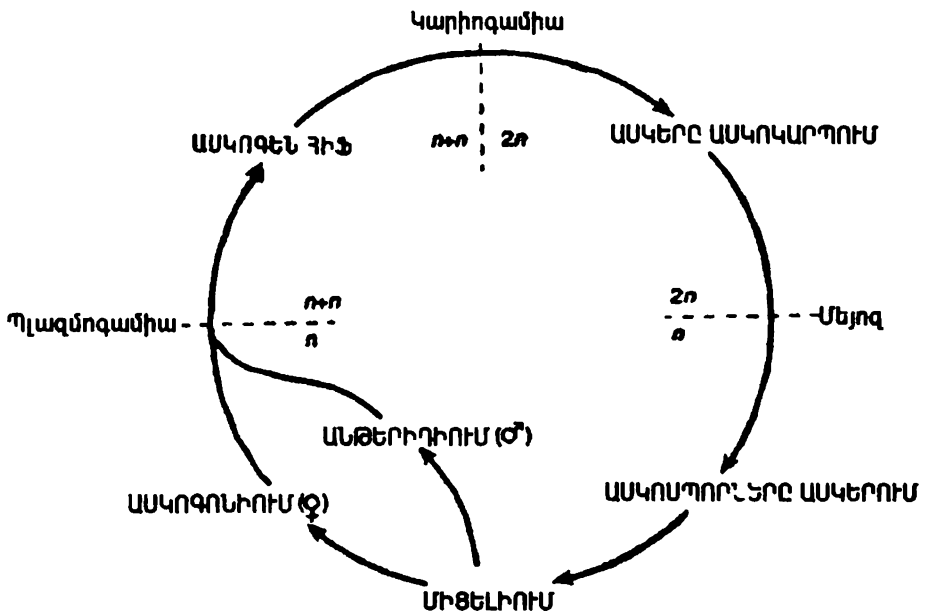 Կարիոգամիա
ԱՍԿՈԳԵՆ ՀԻՖ
n+n
2n
ԱՍԿԵՐԸ ԱՍԿՈԿԱՐՊՈՒՄ
Պլազմոգամիա
n+n
n
2n
n
Մեյոզ
ԱՆԹԵՐԻԴԻՈՒՄ (♂)
ԱՍԿՈԳՈՆԻՈՒՄ (♀)
ԱՍԿՈՍՊՈՐՆԵՐԸ ԱՍԿԵՐՈՒՄ
ՄԻՑԵԼԻՈՒՄ